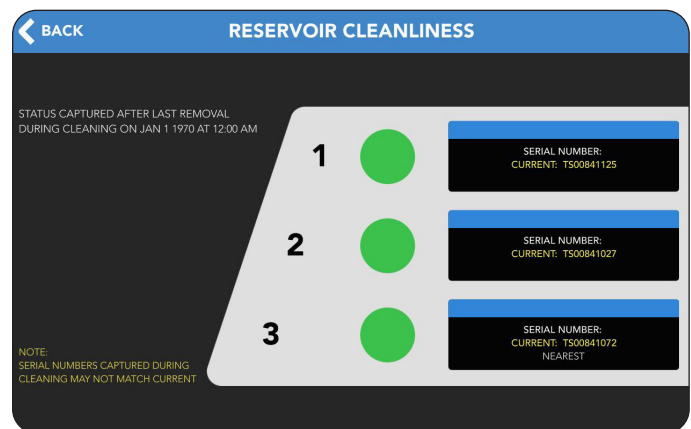 BACK
RESERVOIR CLEANLINESS
STATUS CAPTURED AFTER LAST REMOVAL
DURING CLEANING ON JAN 1 1970 AT 12:00 AM
1
SERIAL NUMBER:
CURRENT: TS00841125
2
SERIAL NUMBER:
CURRENT: TS00841027
3
SERIAL NUMBER:
CURRENT: TS00841072
NEAREST
NOTE:
SERIAL NUMBERS CAPTURED DURING
CLEANING MAY NOT MATCH CURRENT